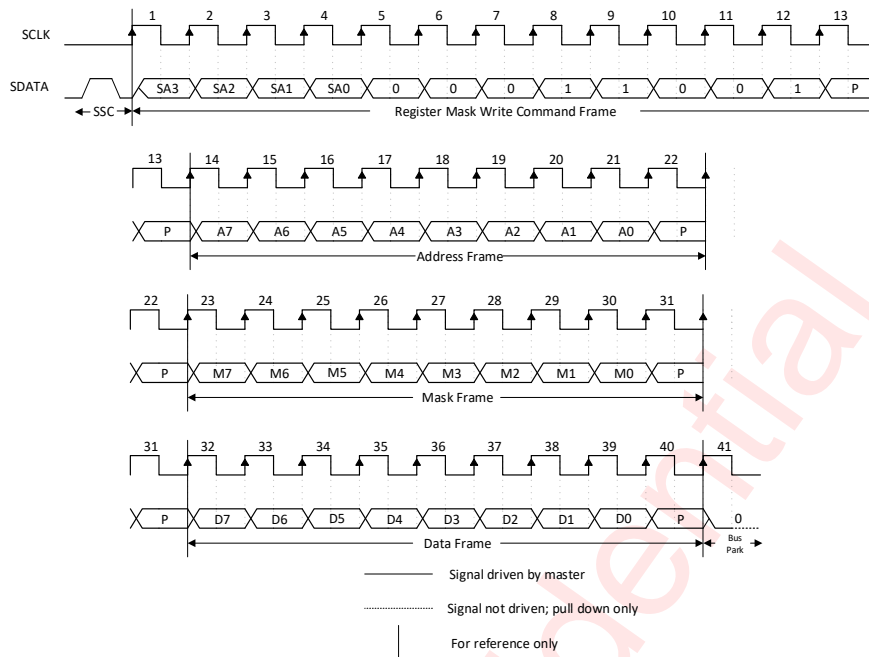 1 2 3 4 5 6 7 8 9 10 11 12 13
SCLK
SDATA SA3 SA2 SA1 SA0 0 0 0 1 1 0 0 1 P
SSC Register Mask Write Command Frame
13 14 15 16 17 18 19 20 21 22
P A7 A6 A5 A4 A3 A2 A1 A0 P
Address Frame
22 23 24 25 26 27 28 29 30 31
P M7 M6 M5 M4 M3 M2 M1 M0 P
Mask Frame
31 32 33 34 35 36 37 38 39 40 41
P D7 D6 D5 D4 D3 D2 D1 D0 P 0
Data Frame Bus
Park
Signal driven by master
Signal not driven; pull down only
For reference only
dential